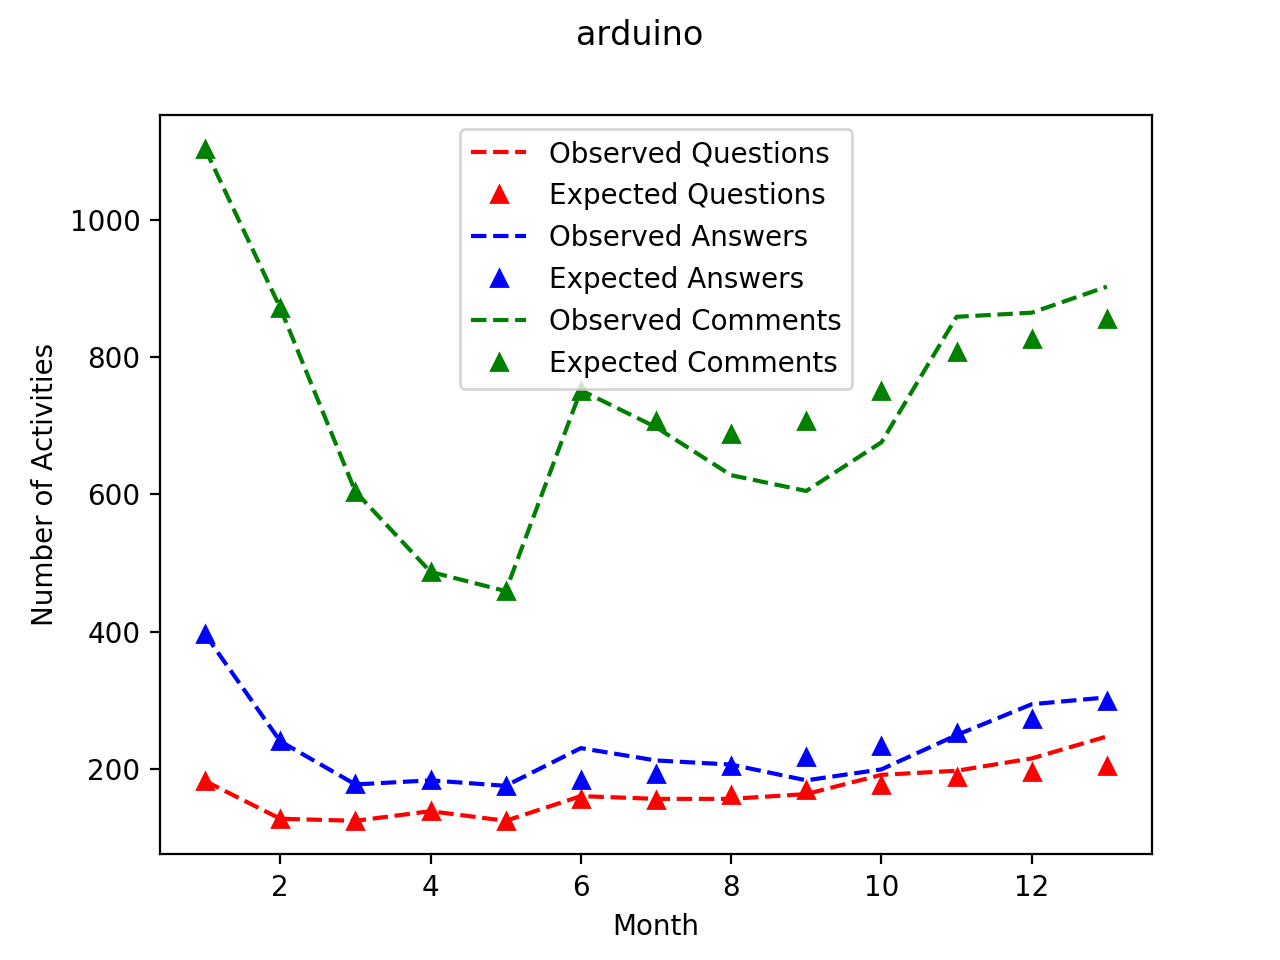 arduino
Observed Questions
Expected Questions
Observed Answers
Expected Answers
Observed Comments
Expected Comments
Number of Activities
1000
800
600
400
200
2 4 6 8 10 12
Month